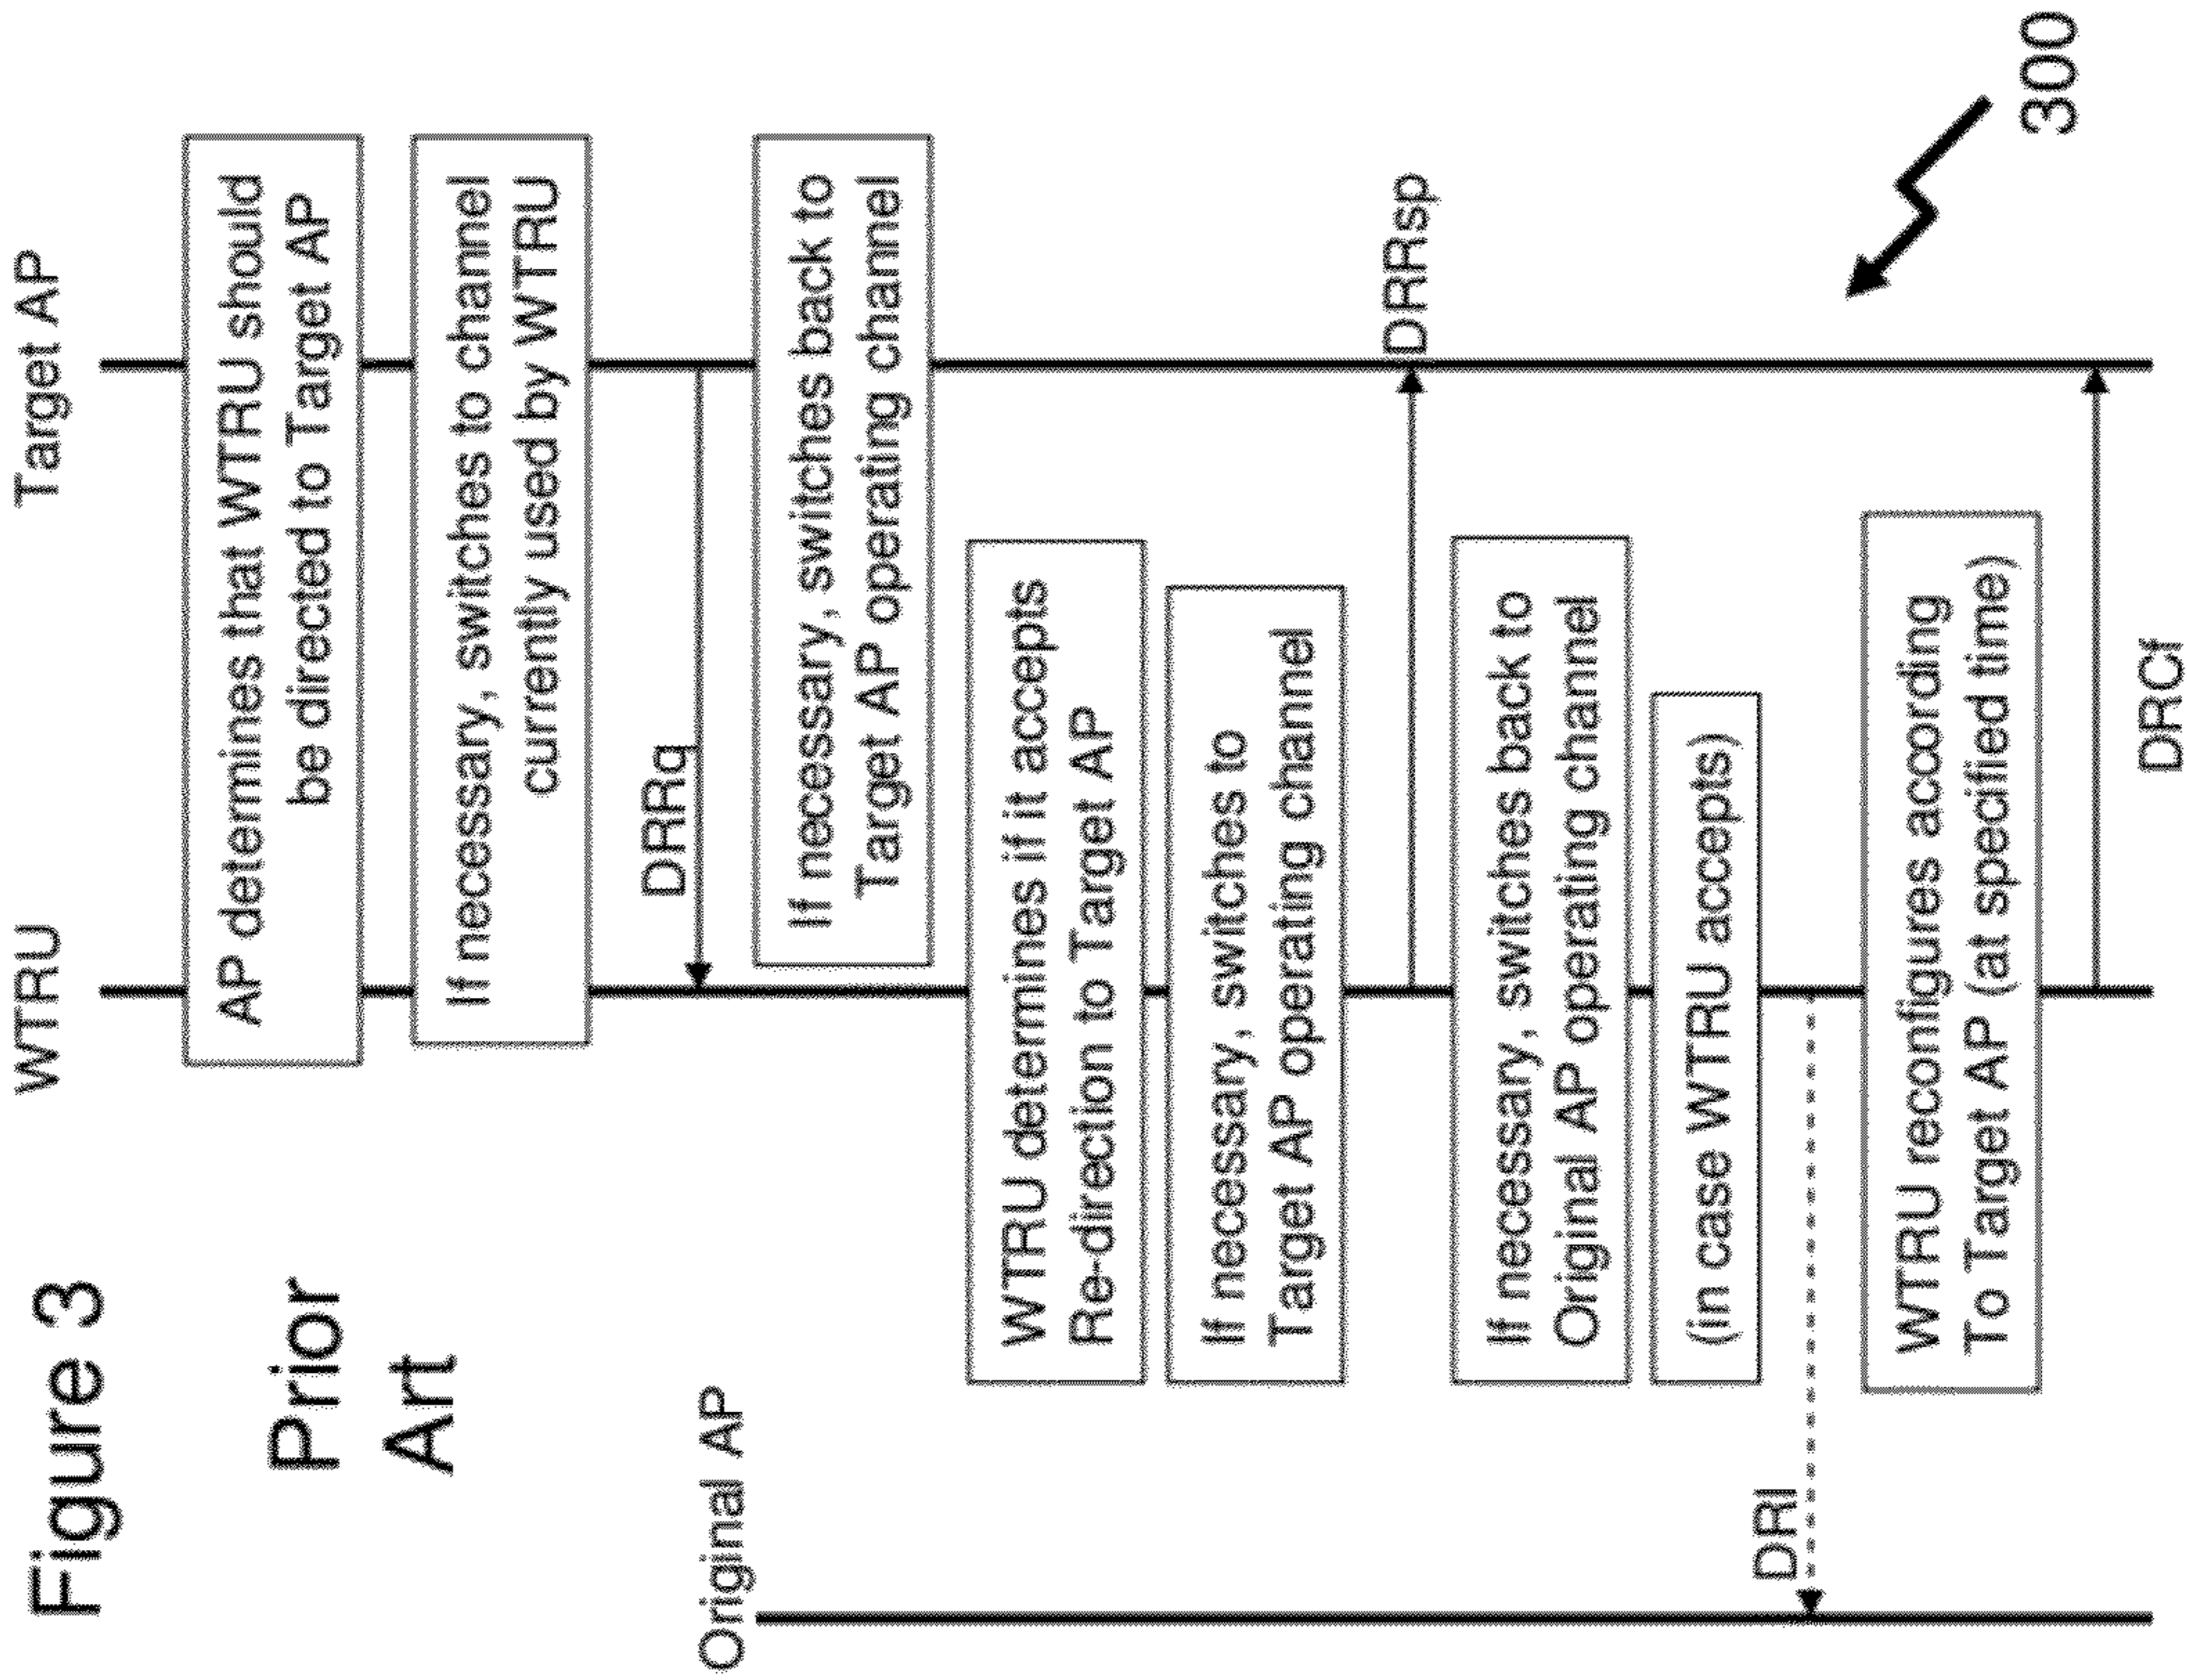 Figure 3
Prior
Art
Original AP
WTRU
Target AP
AP determines that WTRU should
be directed to Target AP
If necessary, switches to channel
currently used by WTRU
DRRq
If necessary, switches back to
Target AP operating channel
WTRU determines if it accepts
Re-direction to Target AP
If necessary, switches to
Target AP operating channel
DRRsp
If necessary, switches back to
Original AP operating channel
(in case WTRU accepts)
DRI
WTRU reconfigures according
To Target AP (at specified time)
DRCf
300